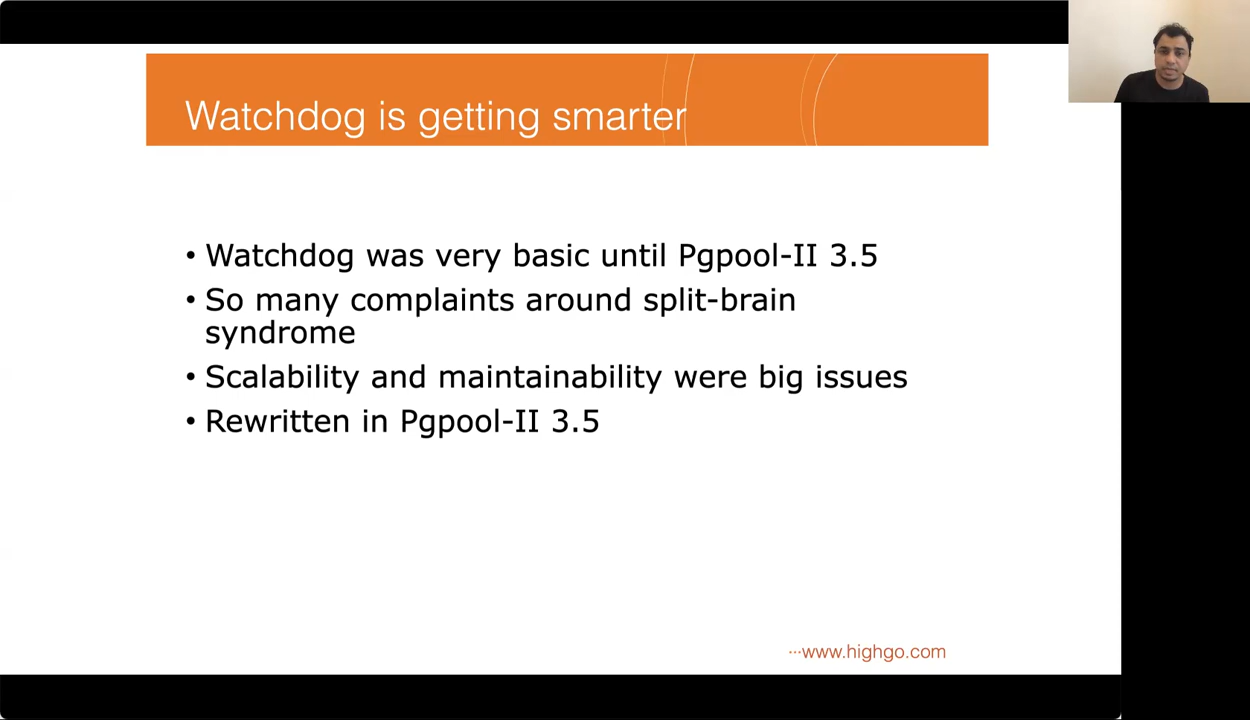 Watchdog is getting smarter
• Watchdog was very basic until Pgpool-II 3.5
• So many complaints around split-brain
syndrome
• Scalability and maintainability were big issues
• Rewritten in Pgpool-II 3.5
···www.highgo.com